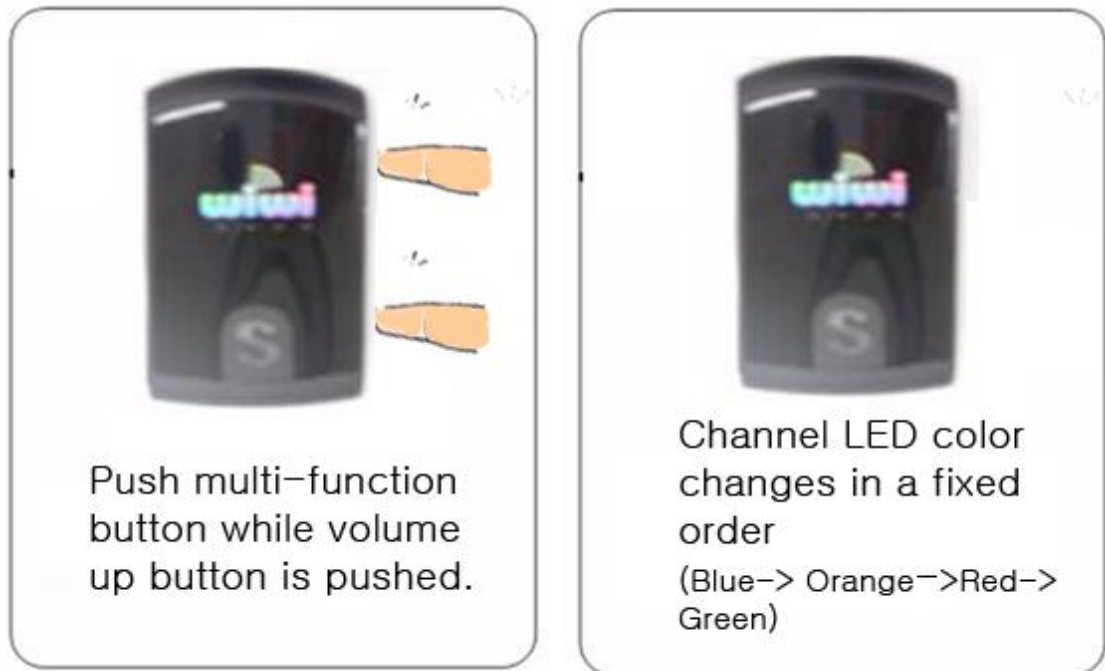 wiwi
S
Push multi-function
button while volume
up button is pushed.
wiwi
S
Channel LED color
changes in a fixed
order
(Blue-> Orange->Red->
Green)